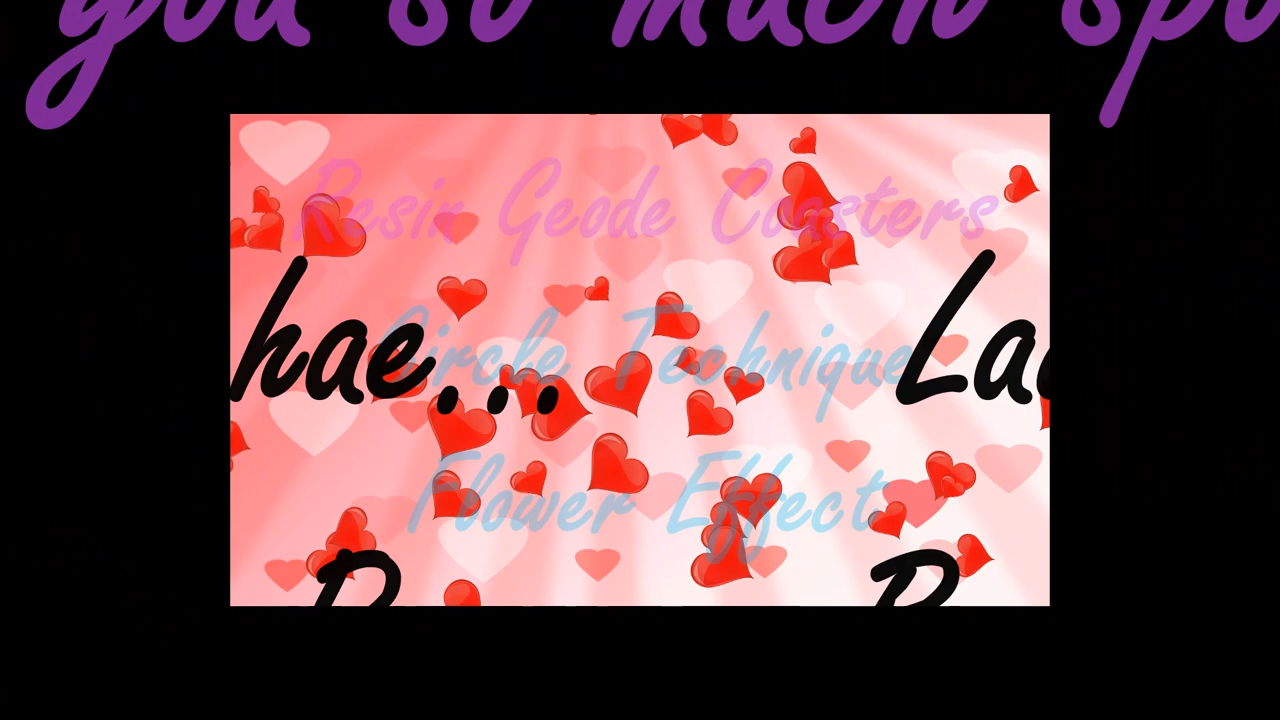 you so much spo
Resin Geode Coasters
hae... La
Circle Technique
Flower Effect